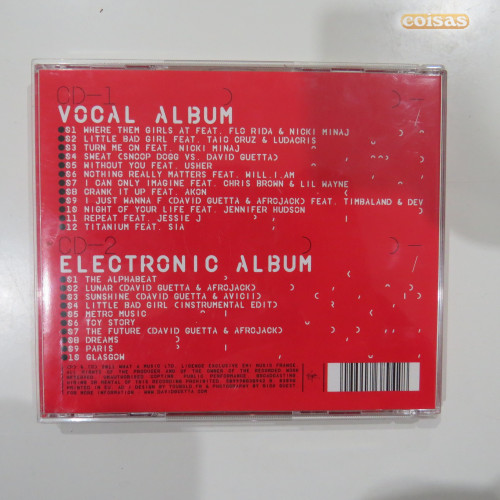 coisas
CD-1
VOCAL ALBUM
01 WHERE THEM GIRLS AT FEAT. FLO RIDA & NICKI MINAJ
02 LITTLE BAD GIRL FEAT. TAIO CRUZ & LUDACRIS
03 TURN ME ON FEAT. NICKI MINAJ
04 SWEAT (SNOOP DOGG VS. DAVID GUETTA)
05 WITHOUT YOU FEAT. USHER
06 NOTHING REALLY MATTERS FEAT. WILL.I.AM
07 I CAN ONLY IMAGINE FEAT. CHRIS BROWN & LIL WAYNE
08 CRANK IT UP FEAT. AKON
09 I JUST WANNA F (DAVID GUETTA & AFROJACK) FEAT. TIMBALAND & DEV
10 NIGHT OF YOUR LIFE FEAT. JENNIFER HUDSON
11 REPEAT FEAT. JESSIE J
12 TITANIUM FEAT. SIA
CD-2
ELECTRONIC ALBUM
01 THE ALPHABEAT
02 LUNAR (DAVID GUETTA & AFROJACK)
03 SUNSHINE (DAVID GUETTA & AVICII)
04 LITTLE BAD GIRL (INSTRUMENTAL EDIT)
05 METRO MUSIC
06 TOY STORY
07 THE FUTURE (DAVID GUETTA & AFROJACK)
08 DREAMS
09 PARIS
10 GLASGOW
FOR MORE INFORMATION : WWW.DAVIDGUETTA.COM